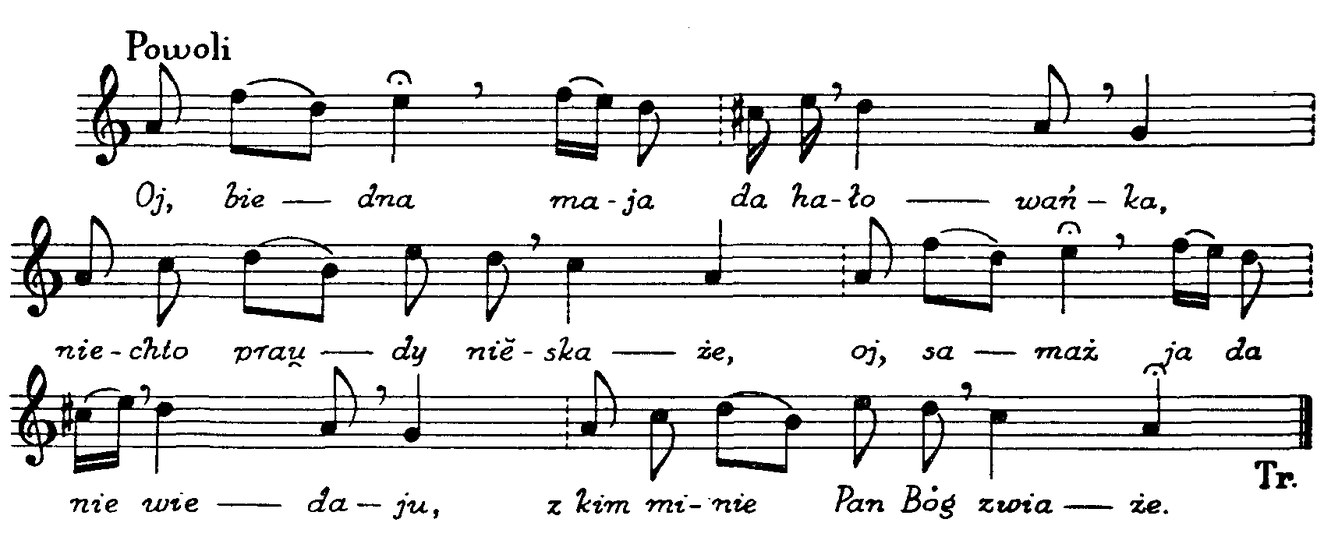 Powoli
Oj, bie — dna ma - ja da ha - ło — wań - ka,
nie - chto prau̯ — dy niě - ska — że, oj, sa — maż ja da
nie wie — da — ju, z kim mi - nie Pan Bóg zwia — że.
Tr.